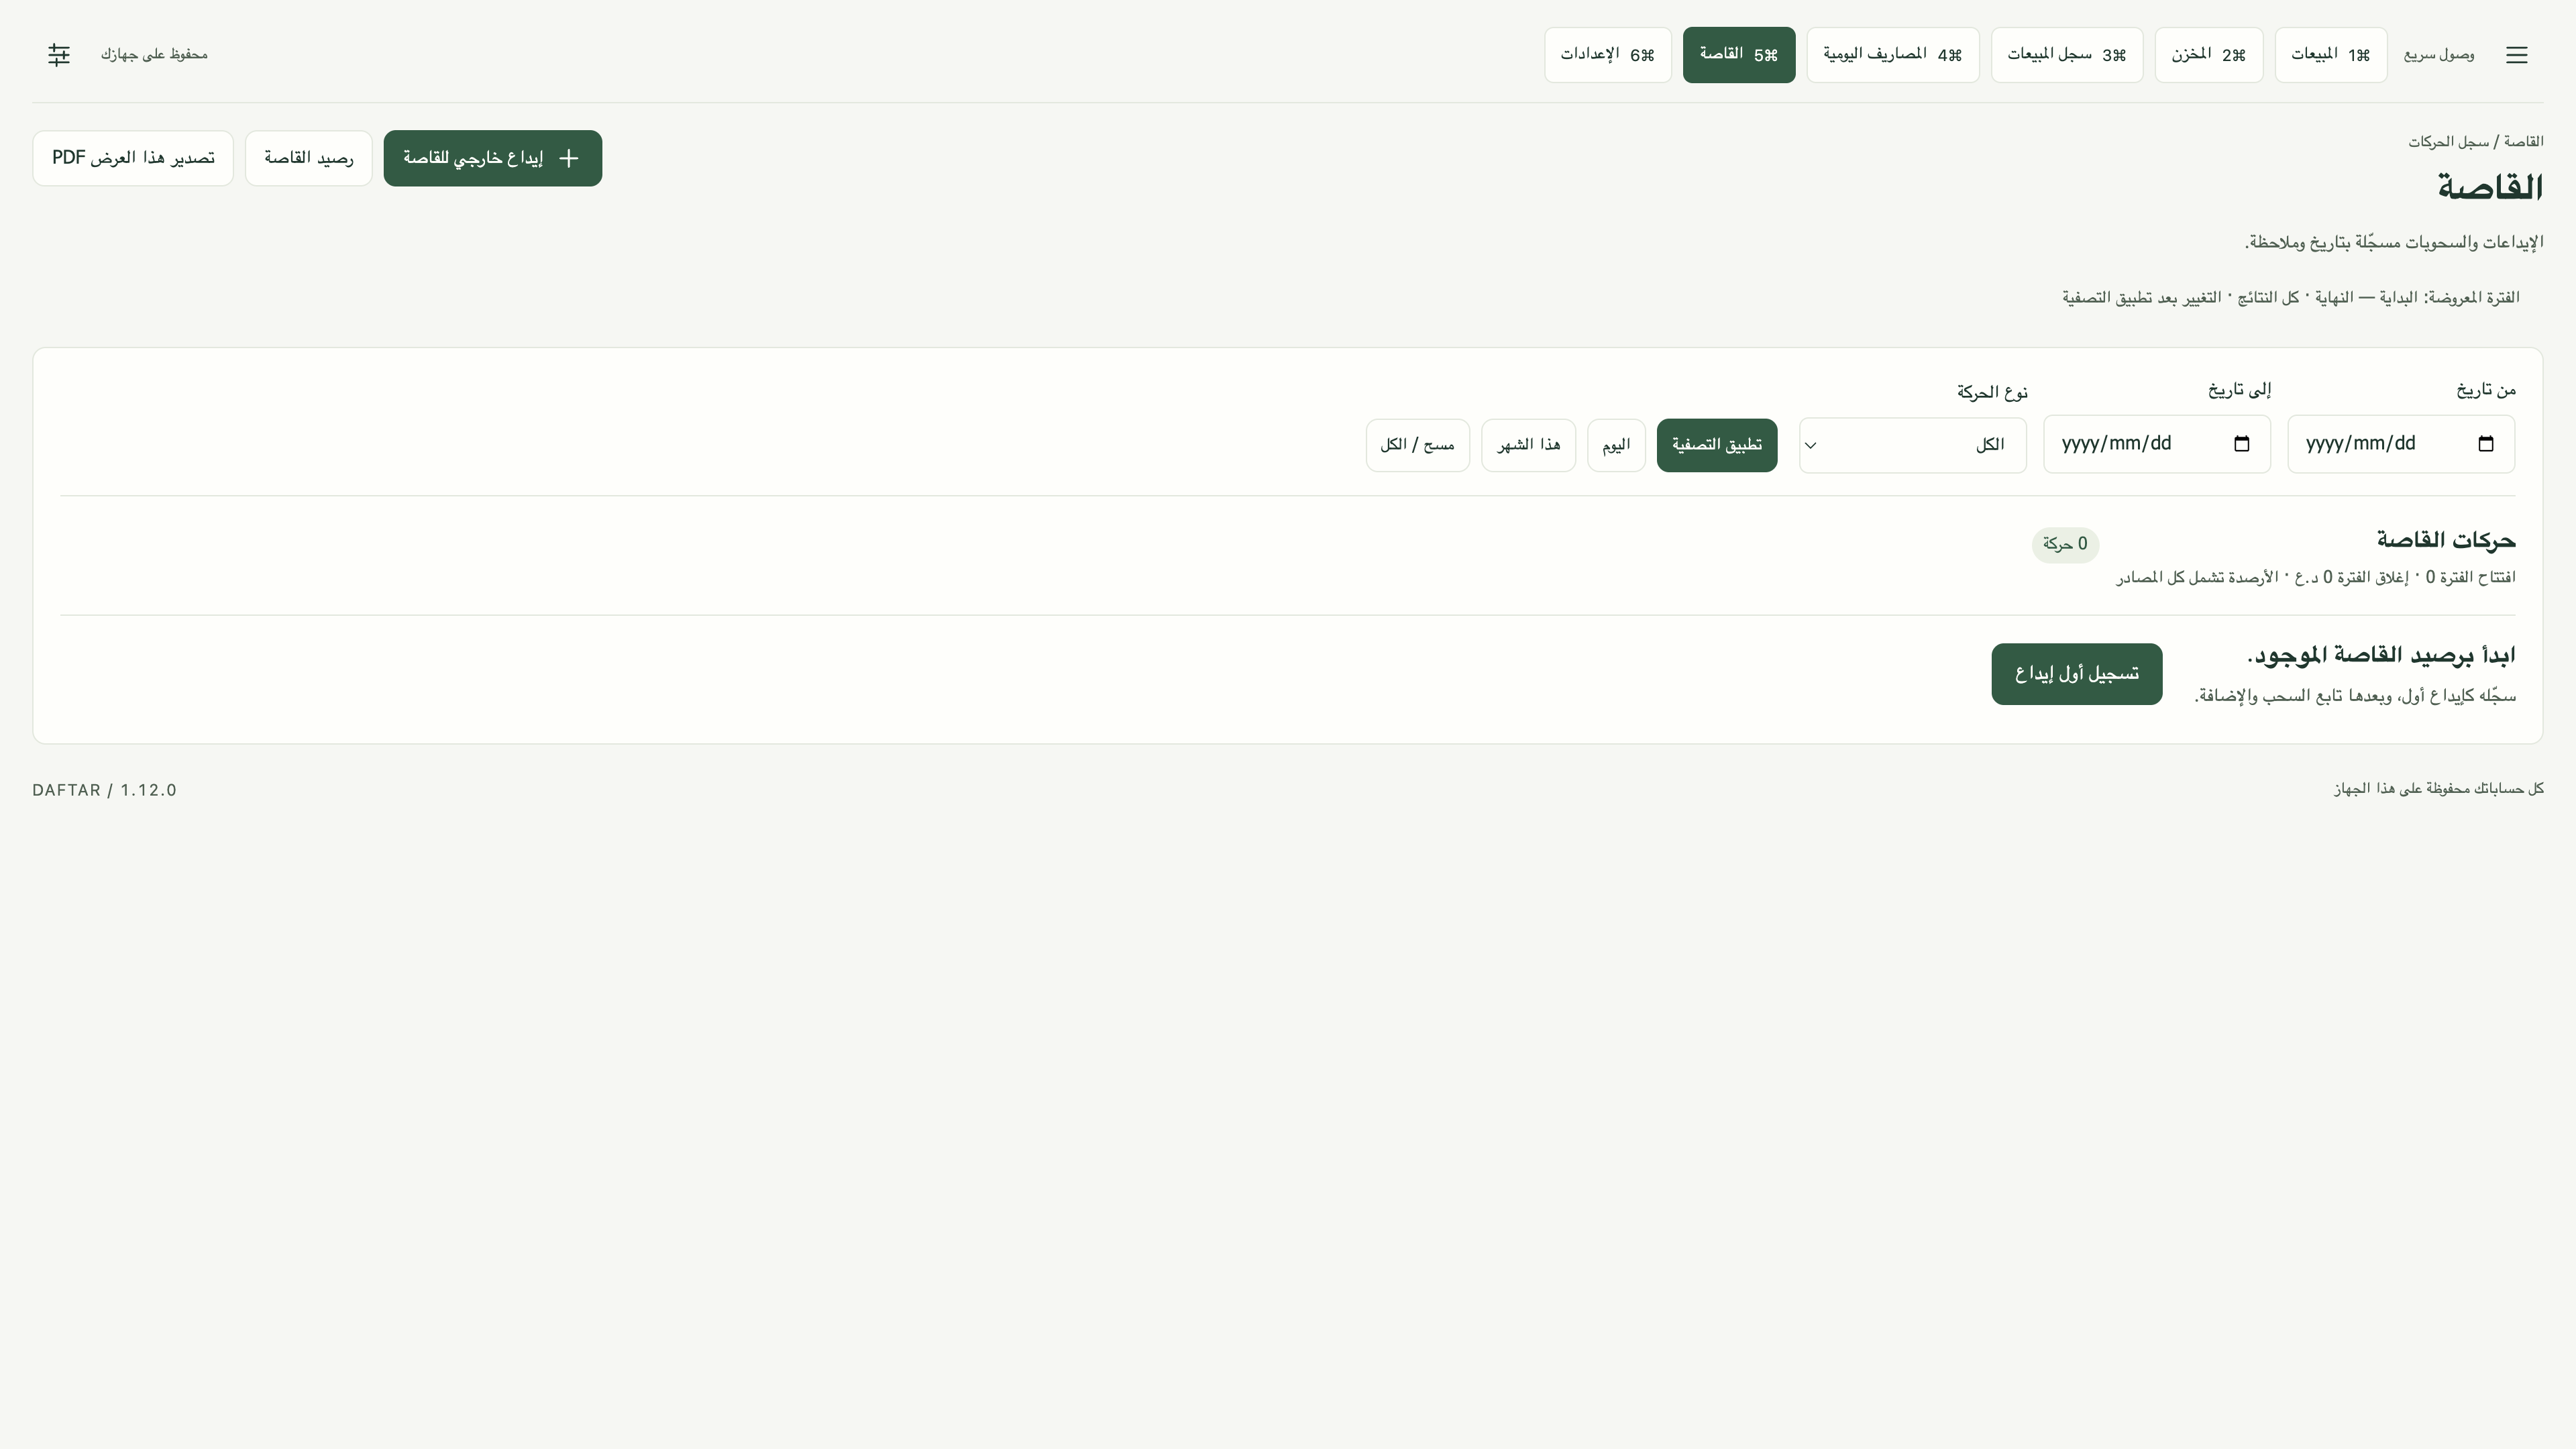 وصول سريع
⌘1 المبيعات
⌘2 المخزن
⌘3 سجل المبيعات
⌘4 المصاريف اليومية
⌘5 القاصة
⌘6 الإعدادات
محفوظ على جهازك
القاصة / سجل الحركات
القاصة
الإيداعات والسحوبات مسجّلة بتاريخ وملاحظة.
إيداع خارجي للقاصة
رصيد القاصة
تصدير هذا العرض PDF
الفترة المعروضة: البداية — النهاية · كل النتائج · التغيير بعد تطبيق التصفية
من تاريخ
yyyy/mm/dd
إلى تاريخ
yyyy/mm/dd
نوع الحركة
الكل
تطبيق التصفية
اليوم
هذا الشهر
مسح / الكل
حركات القاصة
0 حركة
افتتاح الفترة 0 · إغلاق الفترة 0 د.ع · الأرصدة تشمل كل المصادر
ابدأ برصيد القاصة الموجود.
سجّله كإيداع أول، وبعدها تابع السحب والإضافة.
تسجيل أول إيداع
كل حساباتك محفوظة على هذا الجهاز
DAFTAR / 1.12.0